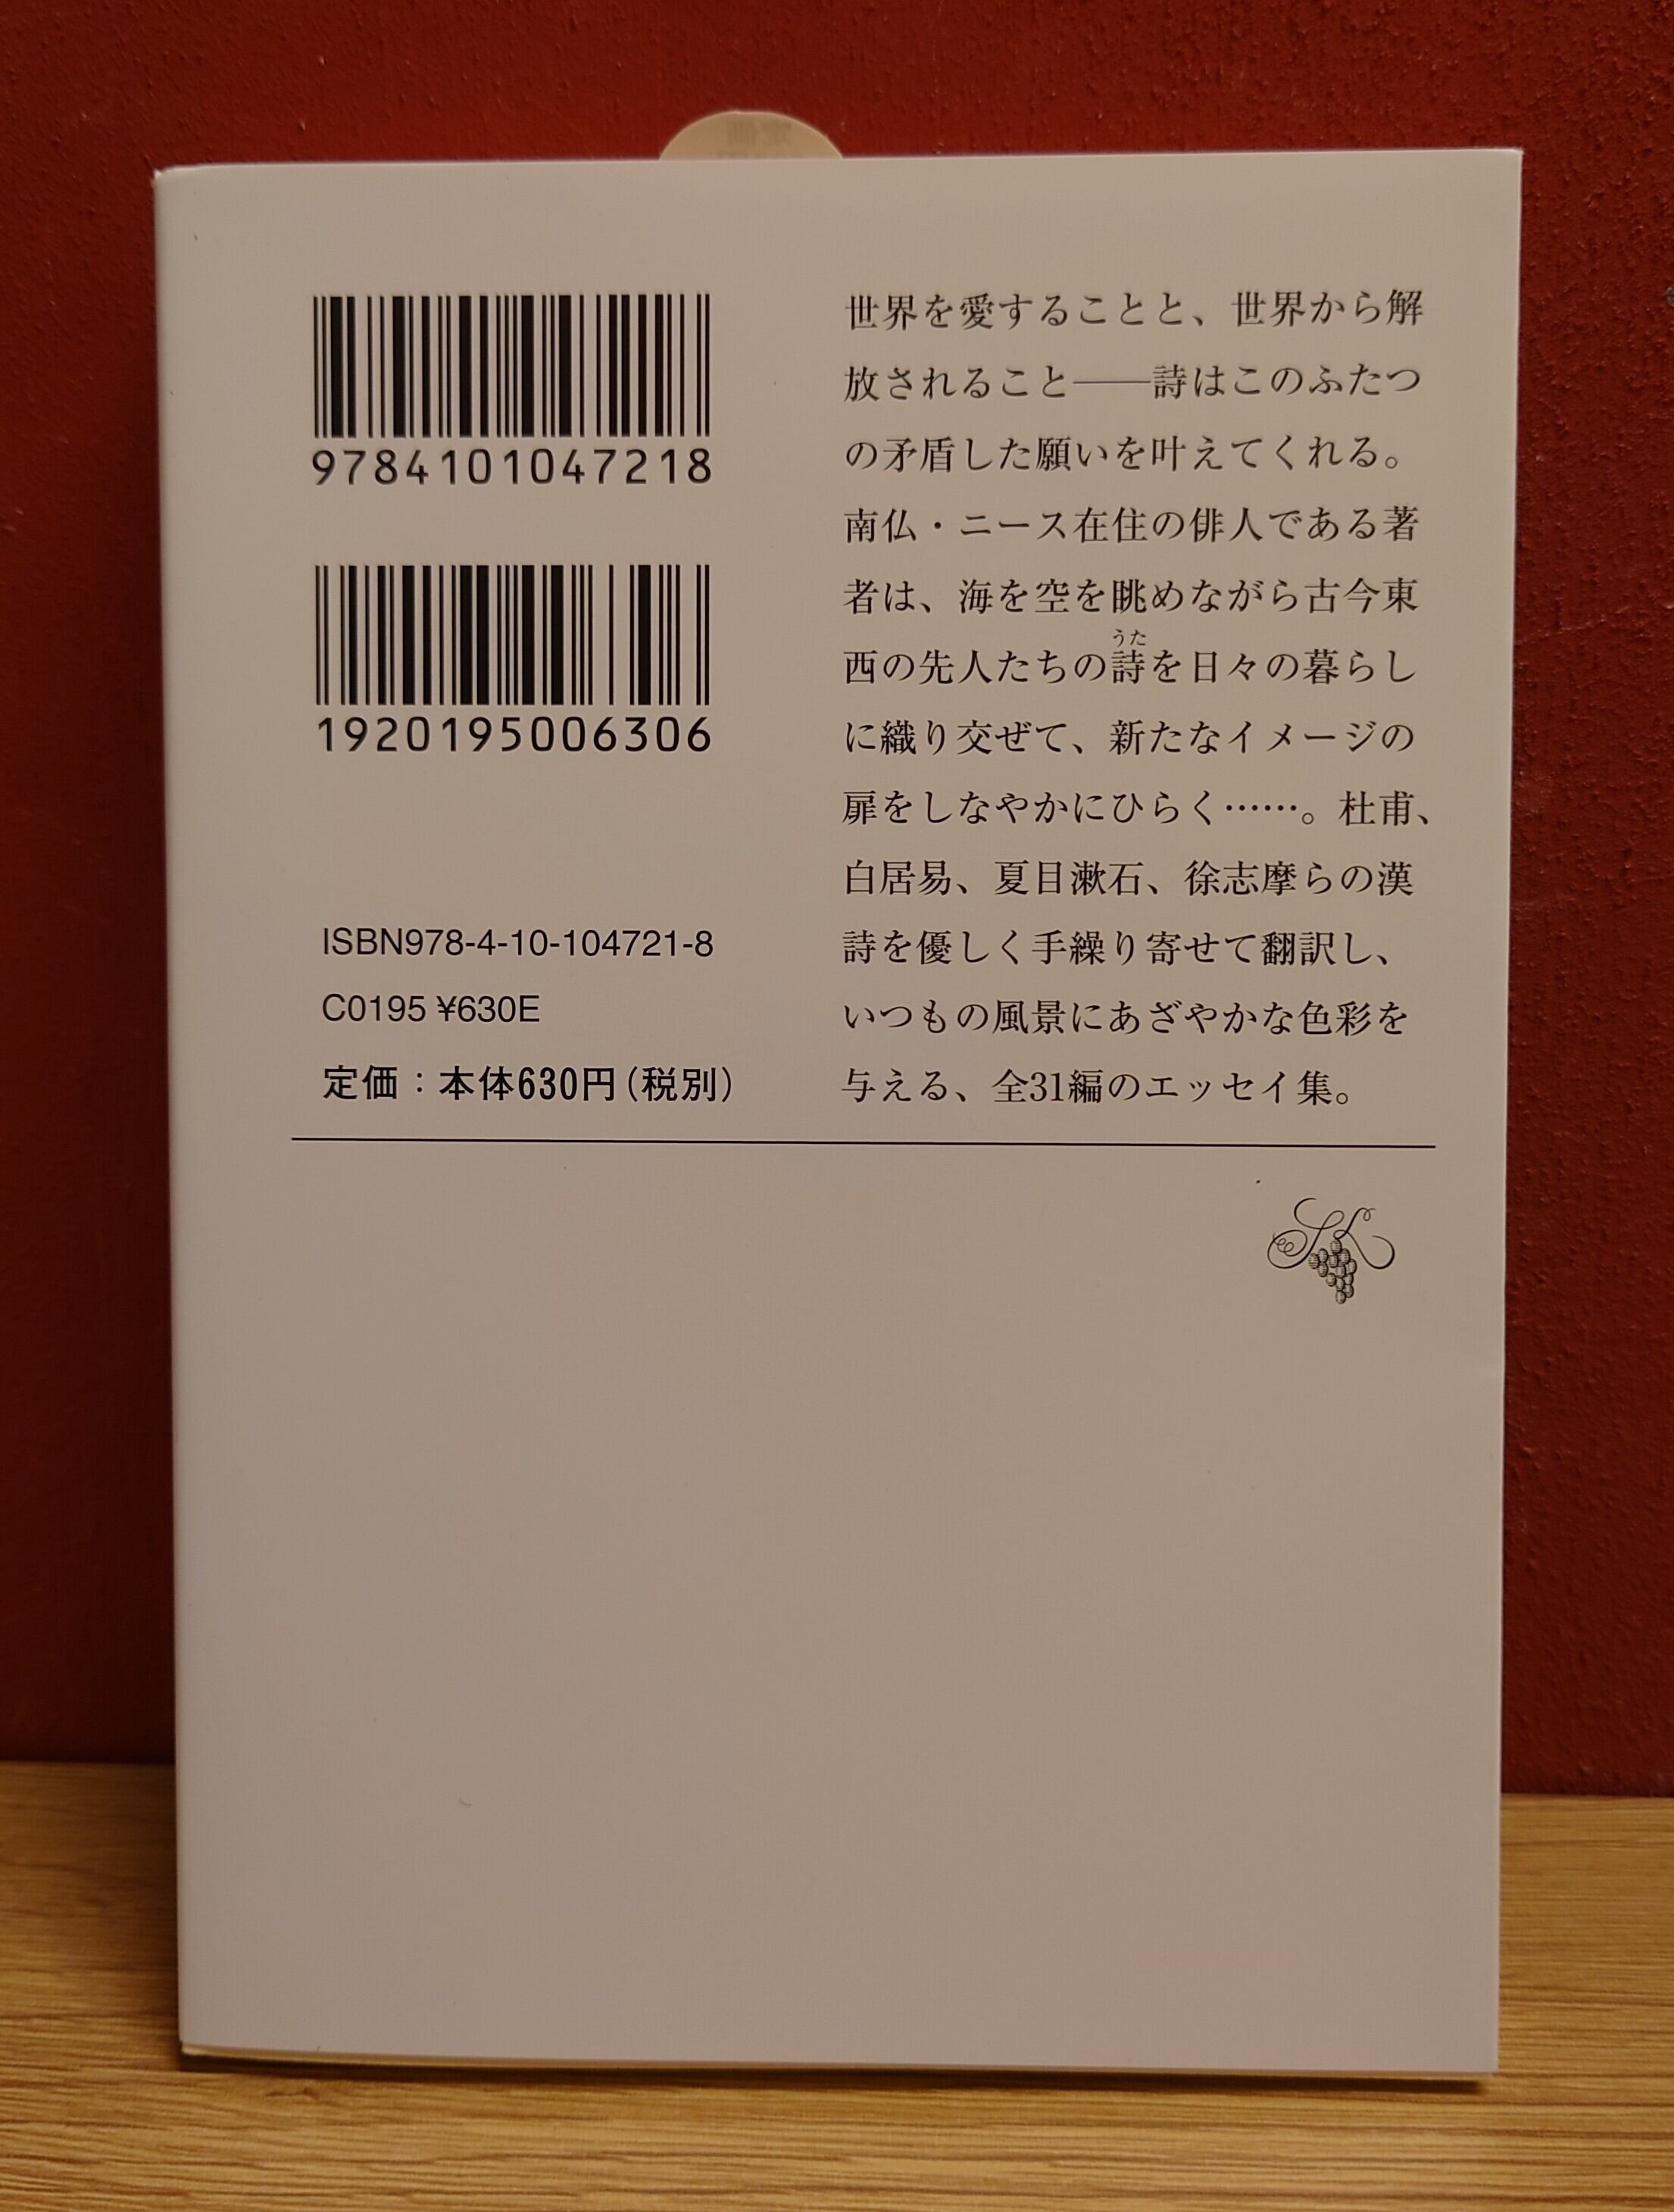 9784101047218
1920195006306
ISBN978-4-10-104721-8
C0195 ¥630E
定価：本体630円（税別）
世界を愛することと、世界から解
放されること──詩はこのふたつ
の矛盾した願いを叶えてくれる。
南仏・ニース在住の俳人である著
者は、海を空を眺めながら古今東
うた
西の先人たちの詩を日々の暮らし
に織り交ぜて、新たなイメージの
扉をしなやかにひらく……。杜甫、
白居易、夏目漱石、徐志摩らの漢
詩を優しく手繰り寄せて翻訳し、
いつもの風景にあざやかな色彩を
与える、全31編のエッセイ集。